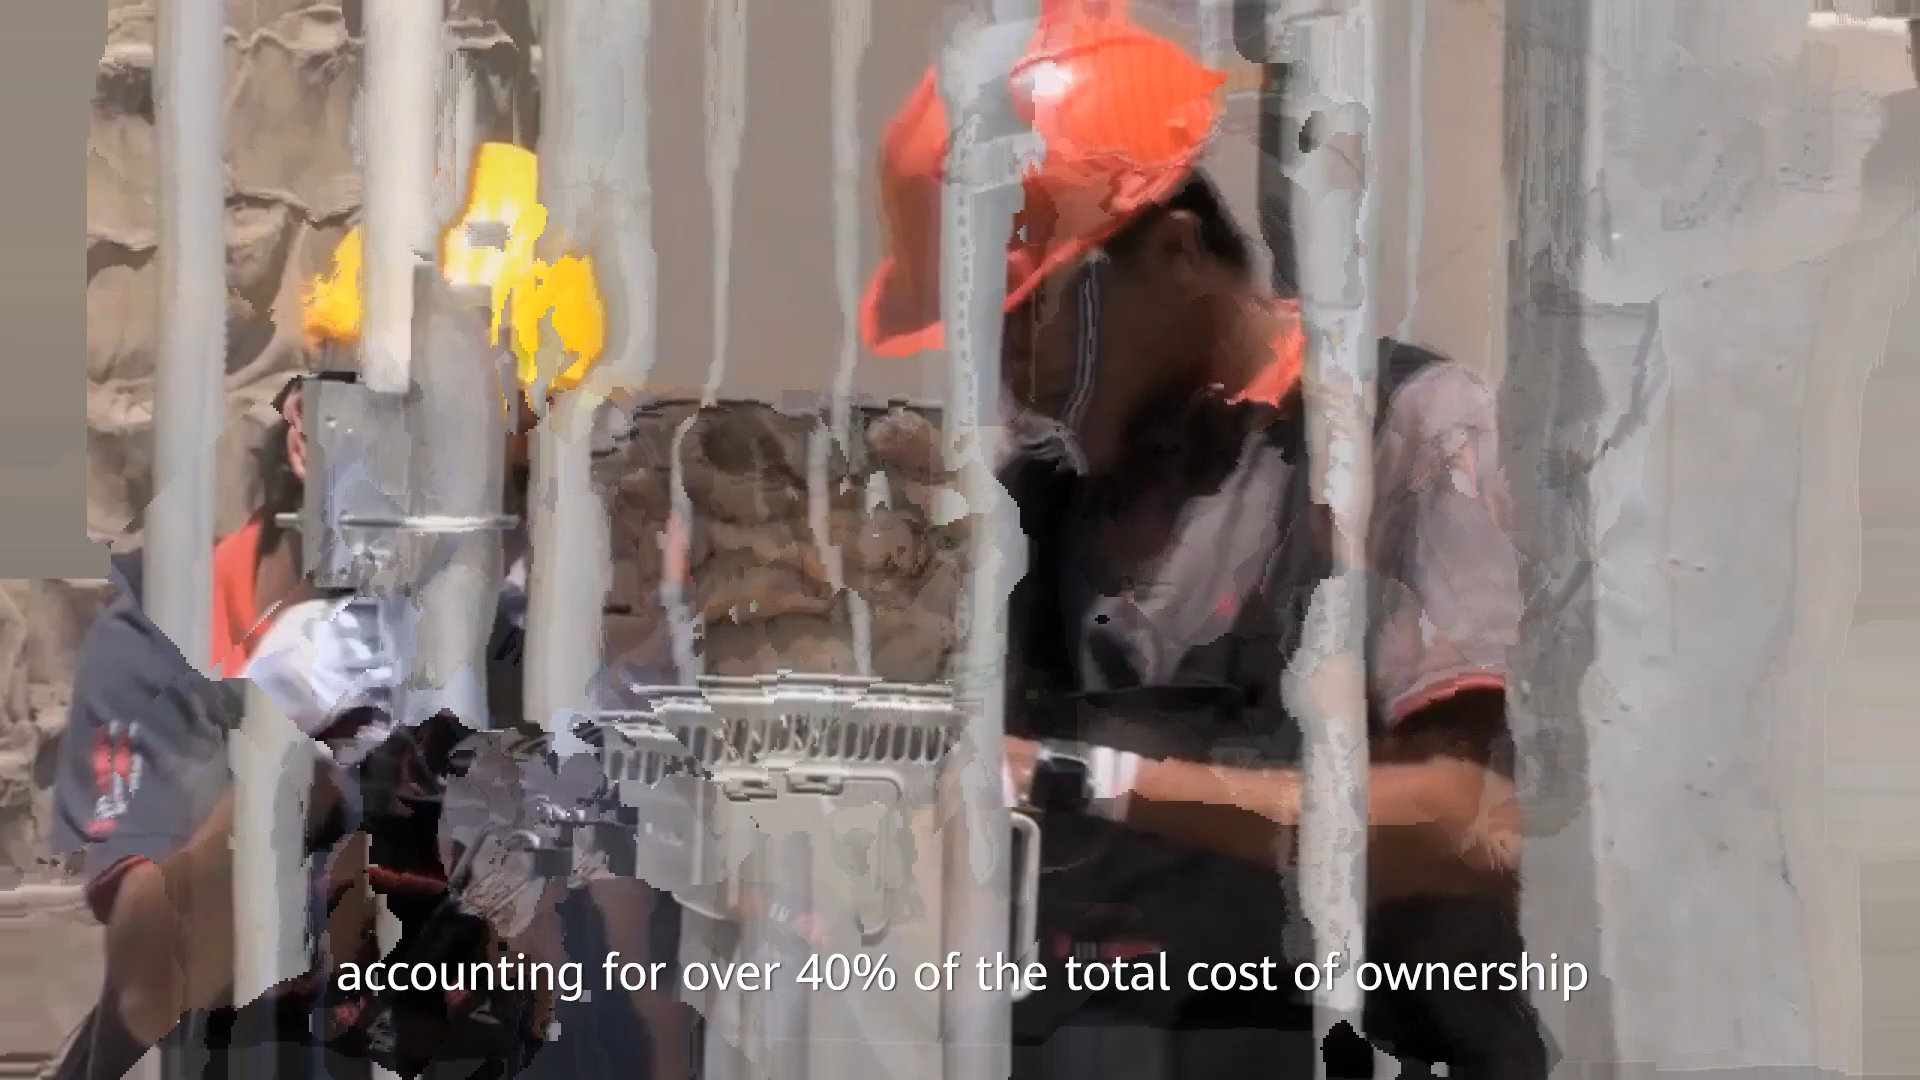 accounting for over 40% of the total cost of ownership